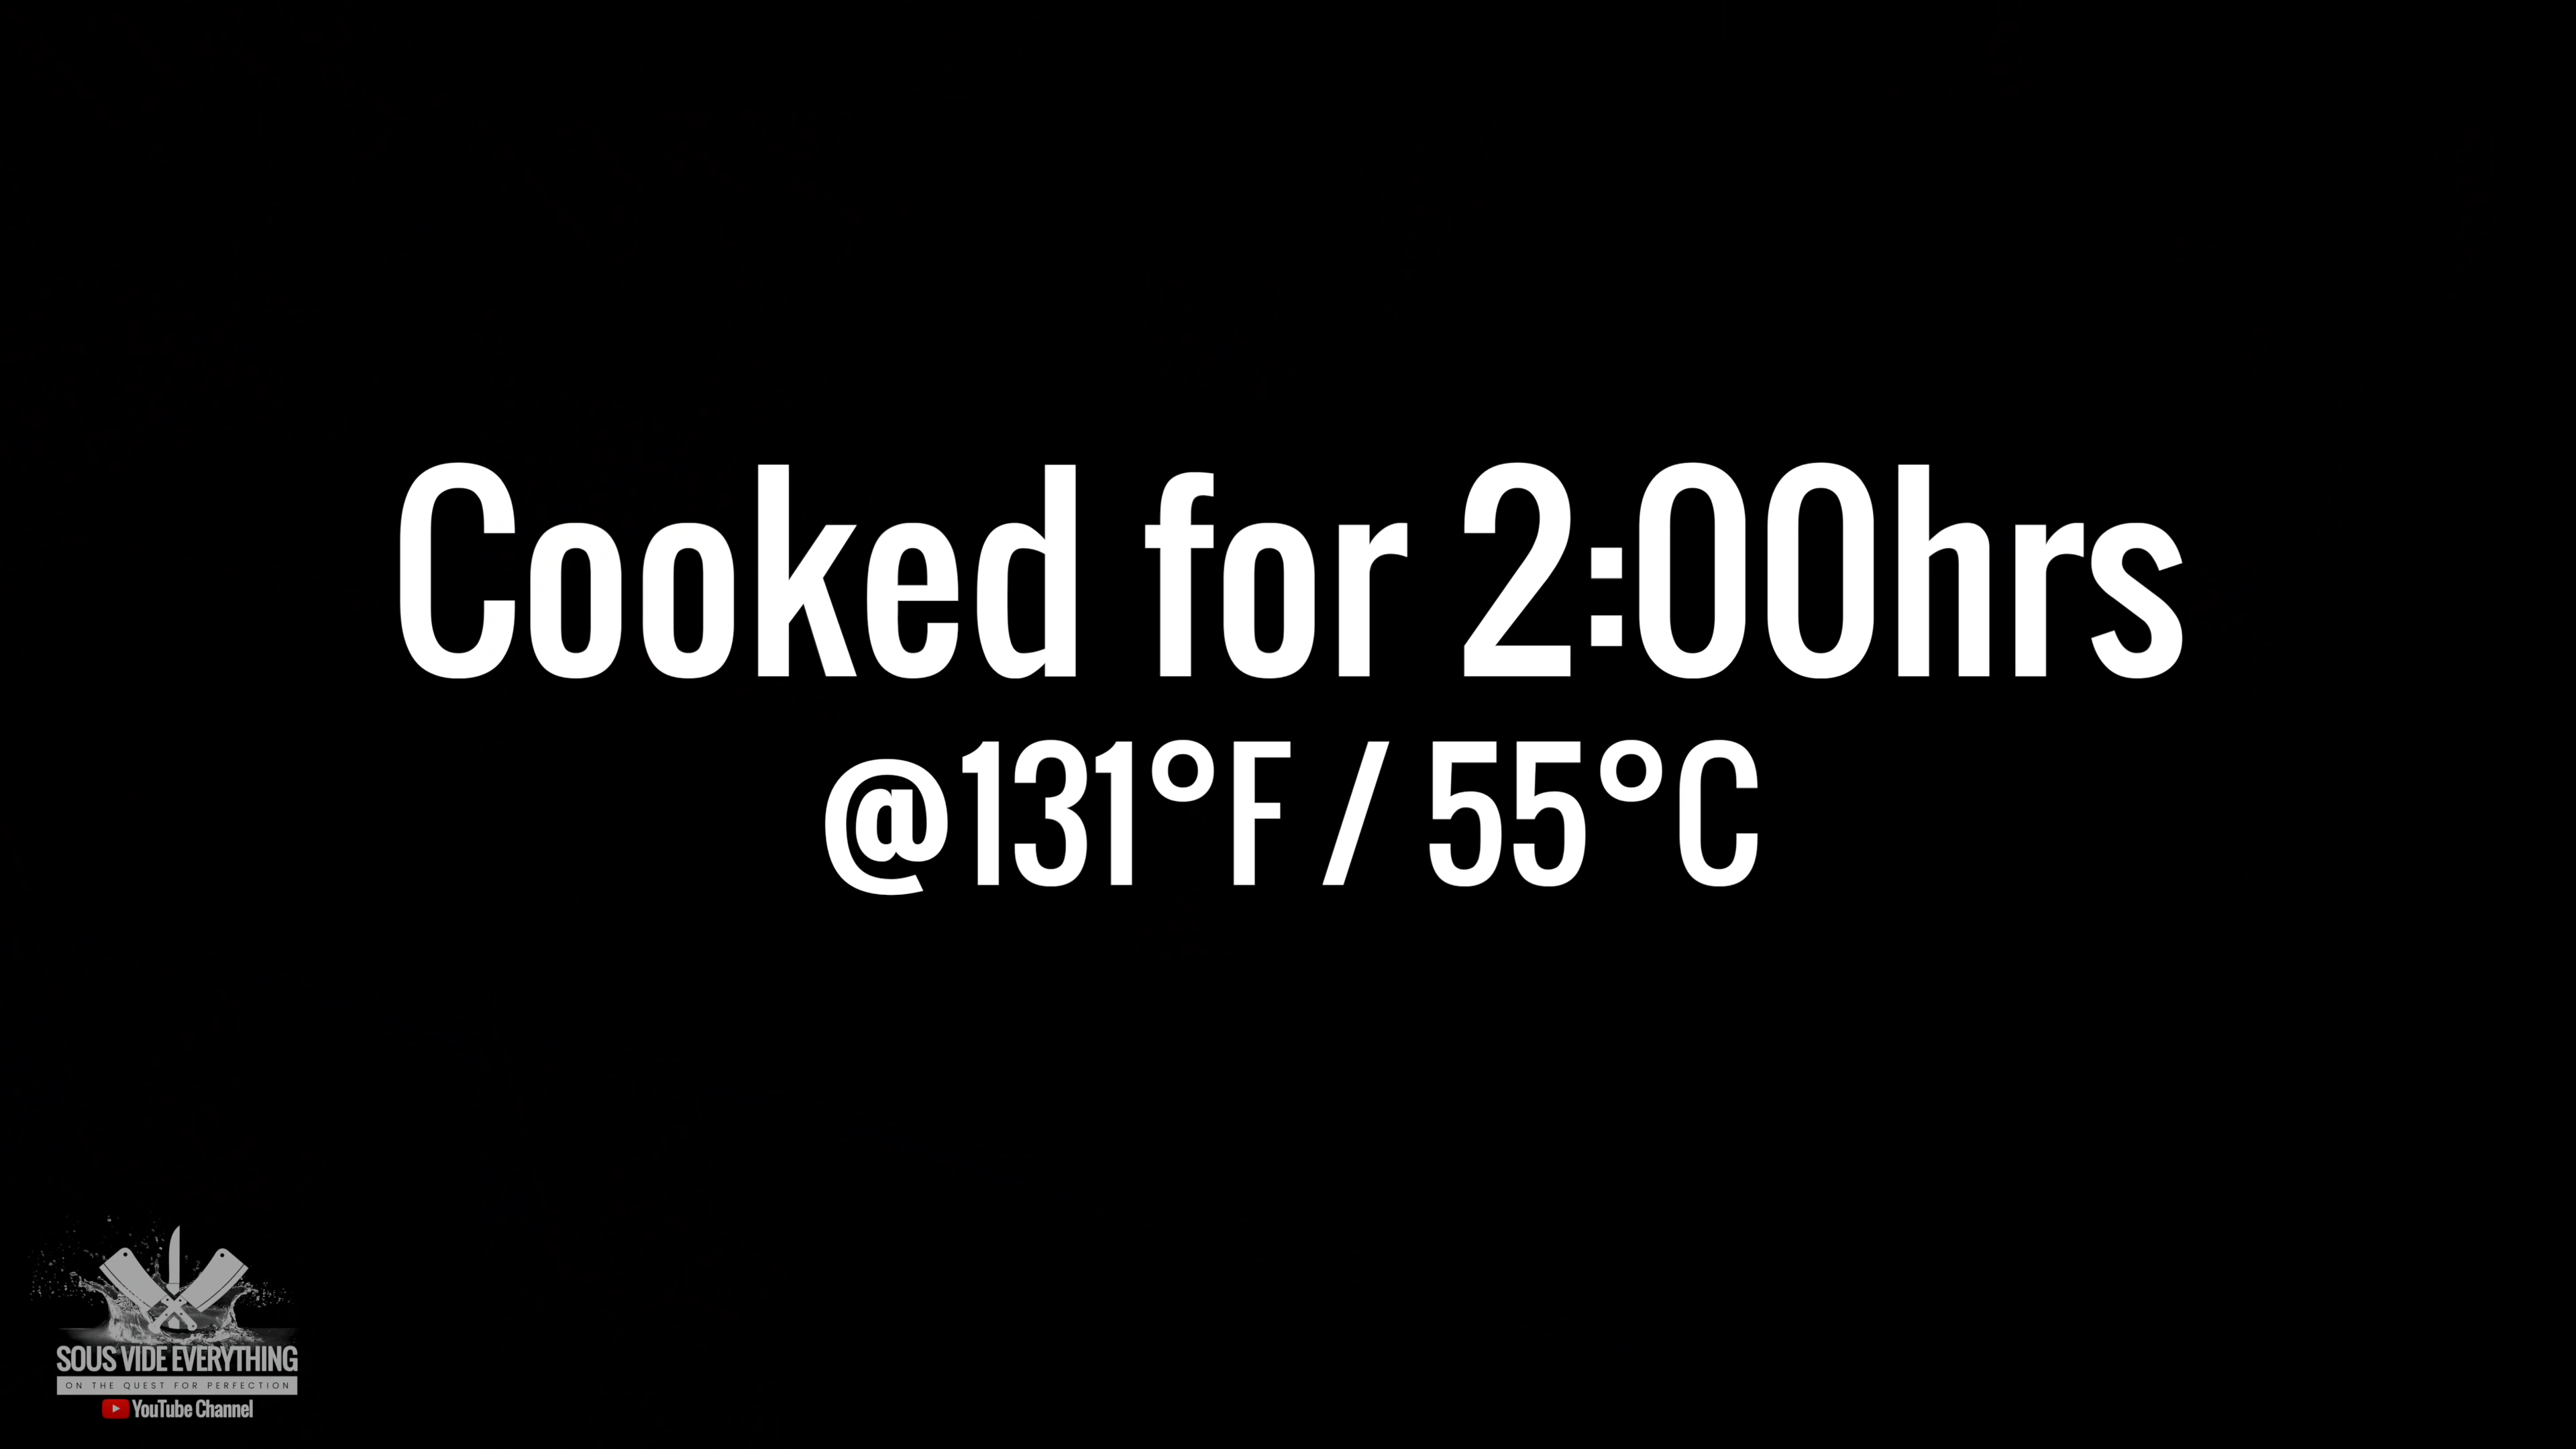 Cooked for 2:00hrs
@131°F / 55°C
SOUS VIDE EVERYTHING
ON THE QUEST FOR PERFECTION
YouTube Channel